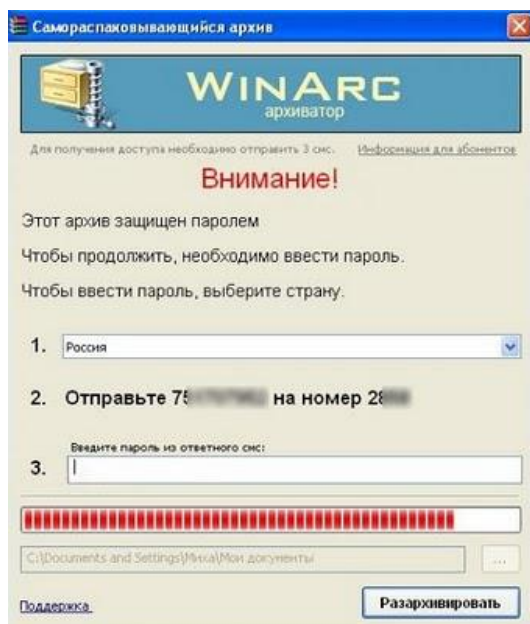 Самораспаковывающийся архив
WINARC
архиватор
Для получения доступа необходимо отправить 3 смс. Информация для абонентов
Внимание!
Этот архив защищен паролем
Чтобы продолжить, необходимо ввести пароль.
Чтобы ввести пароль, выберите страну.
1. Россия
2. Отправьте на номер
Введите пароль из ответного смс:
3.
C:\Documents and Settings\Миха\Мои документы
...
Поддержка
Разархивировать